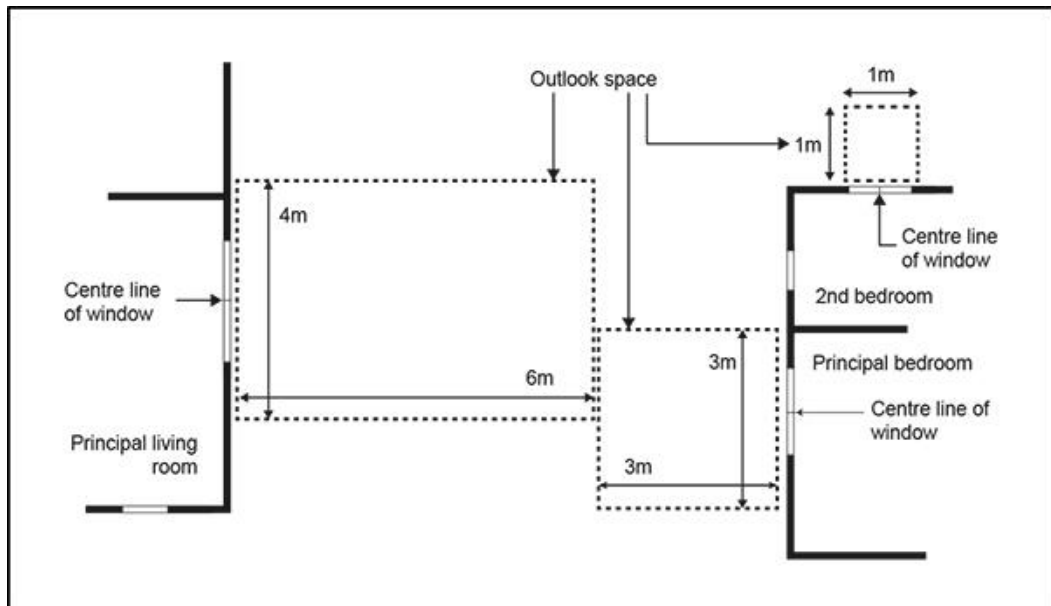 Outlook space
1m
1m
4m
Centre line
of window
Centre line
of window
2nd bedroom
3m
Principal bedroom
6m
Centre line of
window
Principal living
room
3m